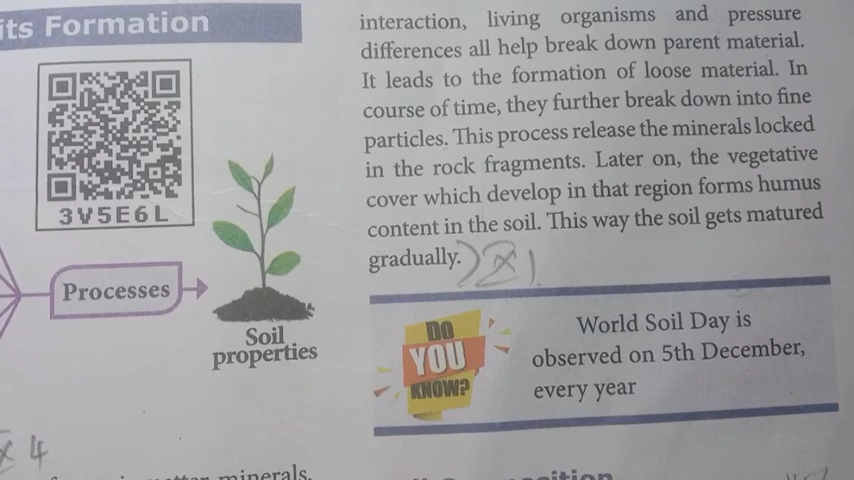 its Formation
3V5E6L
Processes
Soil
properties
4
minerals,
interaction, living organisms and pressure
differences all help break down parent material.
It leads to the formation of loose material. In
course of time, they further break down into fine
particles. This process release the minerals locked
in the rock fragments. Later on, the vegetative
cover which develop in that region forms humus
content in the soil. This way the soil gets matured
gradually.
DO
YOU
KNOW?
World Soil Day is
observed on 5th December,
every year